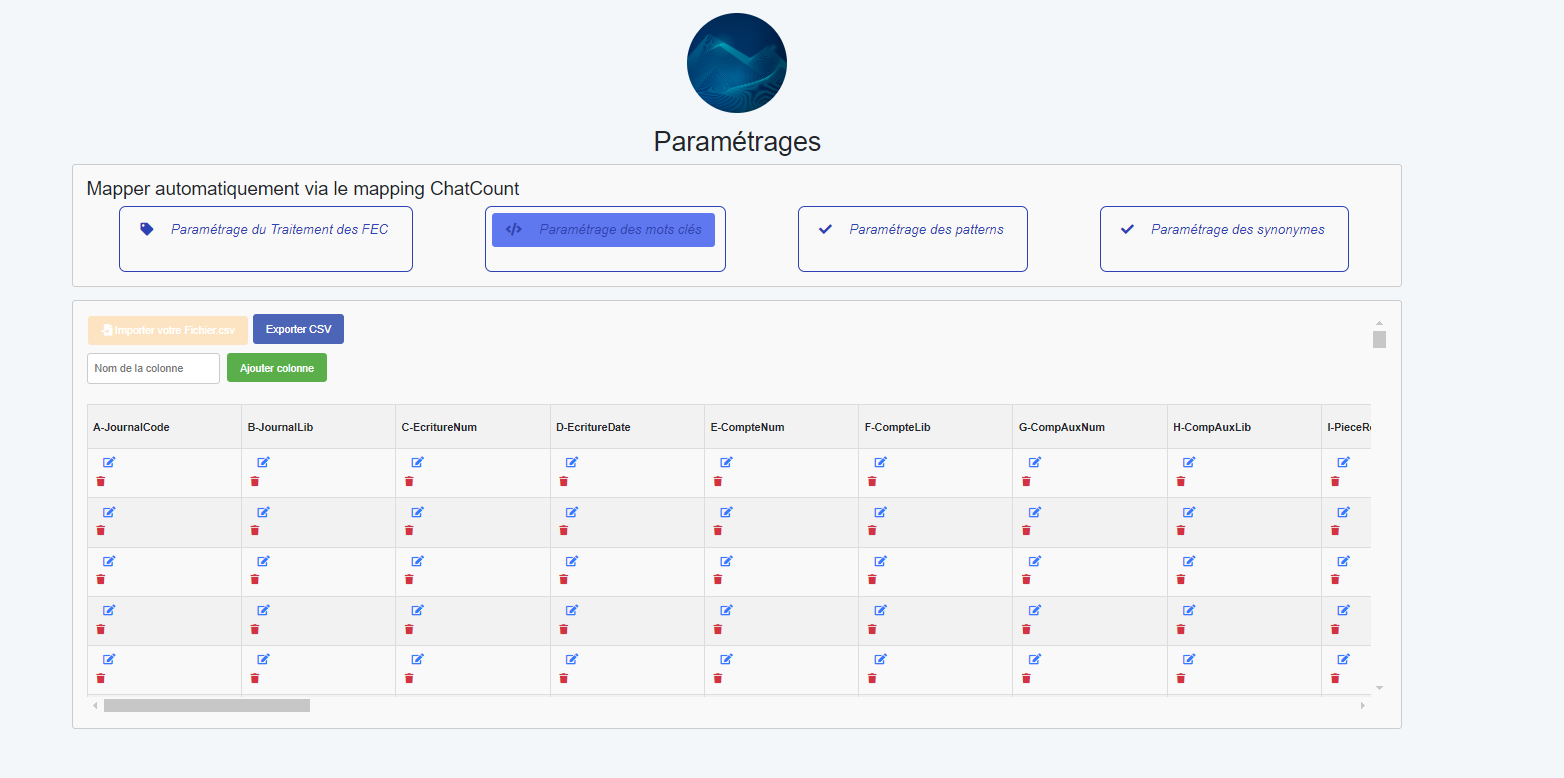 Paramétrages
Mapper automatiquement via le mapping ChatCount
Paramétrage du Traitement des FEC
Paramétrage des mots clés
Paramétrage des patterns
Paramétrage des synonymes
Importer votre Fichier.csv
Exporter CSV
Nom de la colonne
Ajouter colonne
A-JournalCode
B-JournalLib
C-EcritureNum
D-EcritureDate
E-CompteNum
F-CompteLib
G-CompAuxNum
H-CompAuxLib
I-PieceR